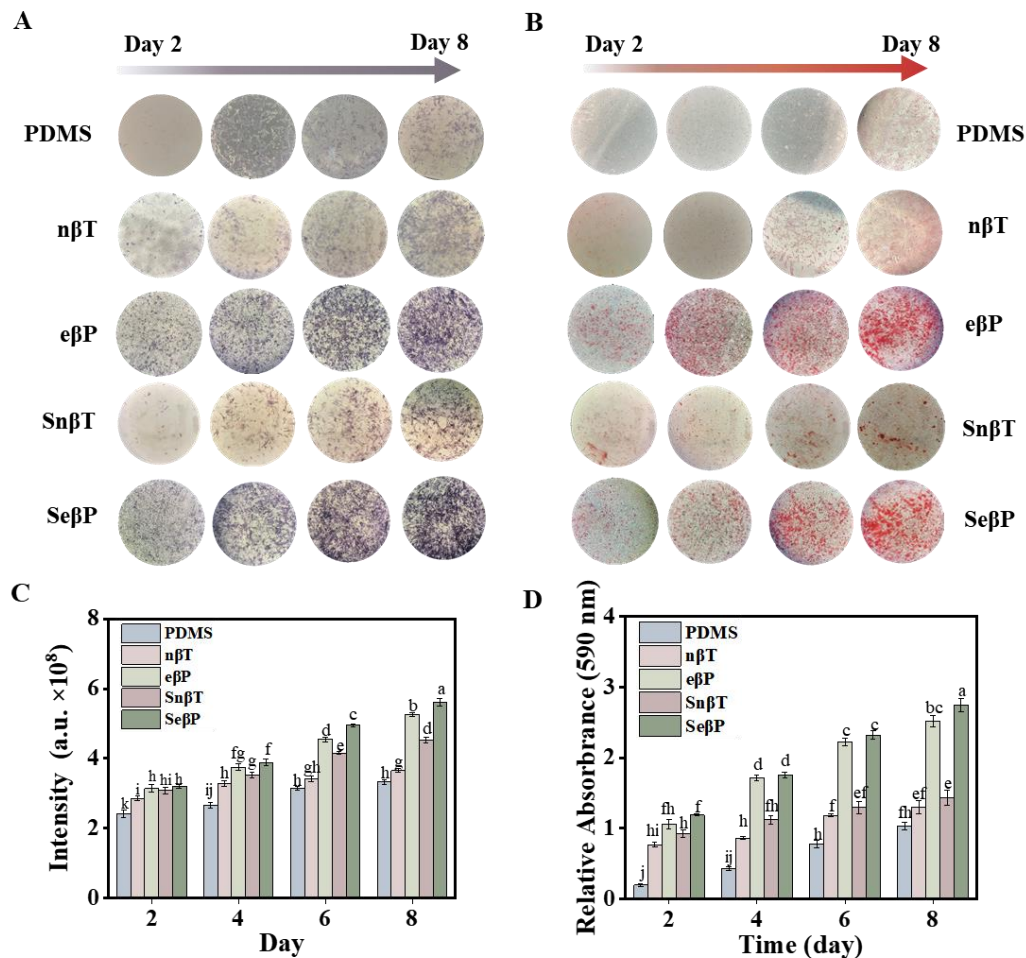 A
Day 2
Day 8
PDMS
nβT
eβP
SnβT
SeβP
B
Day 2
Day 8
PDMS
nβT
eβP
SnβT
SeβP
C
Intensity (a.u. ×10⁸)
8
6
4
2
0
PDMS
nβT
eβP
SnβT
SeβP
k i h hi h
ij h fg g f
h gh d e c
h g b d a
2 4 6 8
Day
D
Relative Absorbrance (590 nm)
4
3
2
1
0
PDMS
nβT
eβP
SnβT
SeβP
j hi fh h f
ij h d fh d
h f c ef c
fh ef bc e a
2 4 6 8
Time (day)